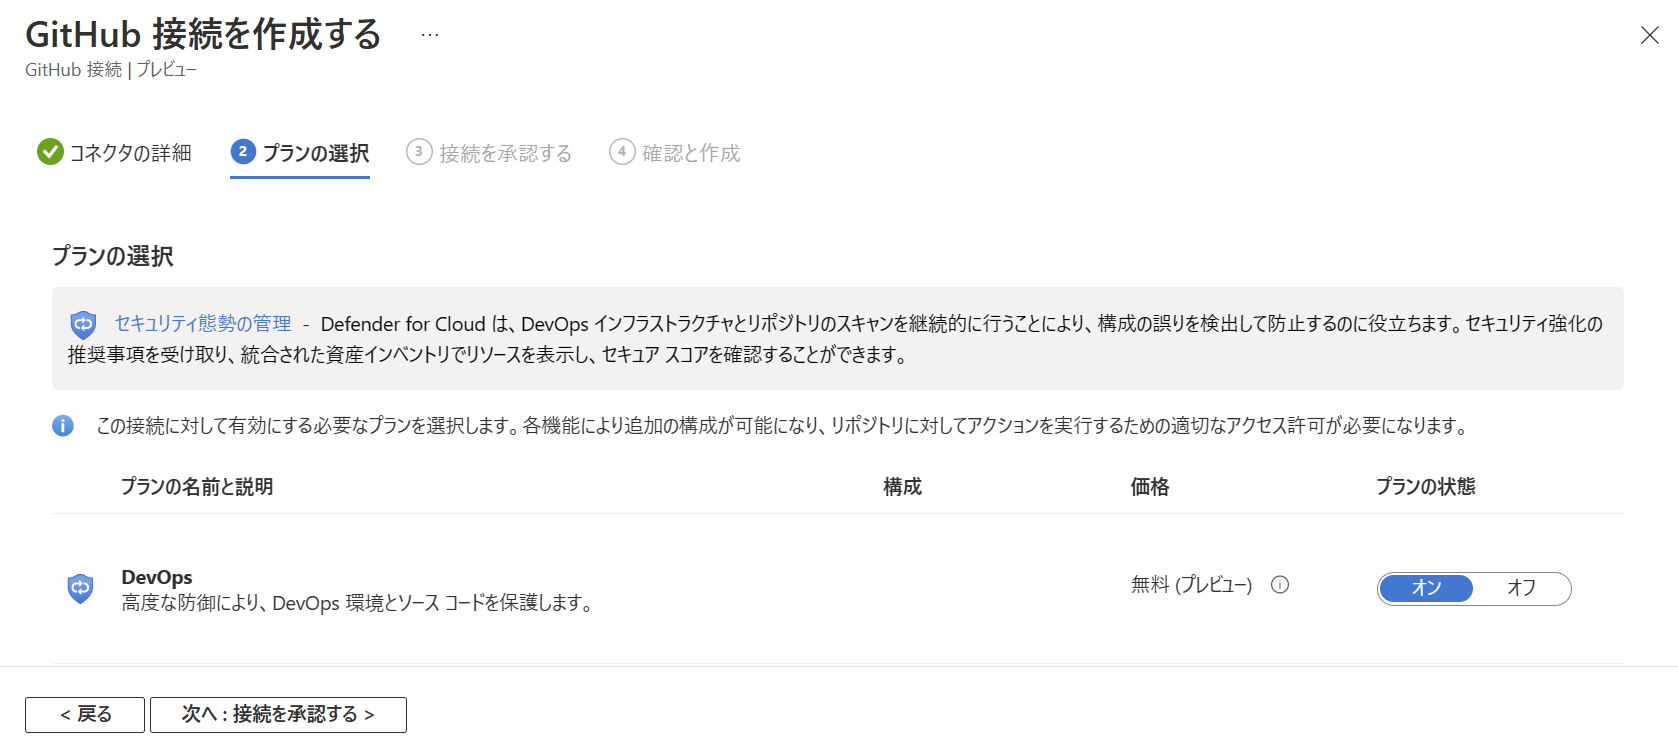 GitHub 接続を作成する ...
GitHub 接続 | プレビュー
コネクタの詳細 2 プランの選択 3 接続を承認する 4 確認と作成
プランの選択
セキュリティ態勢の管理 - Defender for Cloud は、DevOps インフラストラクチャとリポジトリのスキャンを継続的に行うことにより、構成の誤りを検出して防止するのに役立ちます。セキュリティ強化の
推奨事項を受け取り、統合された資産インベントリでリソースを表示し、セキュア スコアを確認することができます。
この接続に対して有効にする必要なプランを選択します。各機能により追加の構成が可能になり、リポジトリに対してアクションを実行するための適切なアクセス許可が必要になります。
プランの名前と説明 構成 価格 プランの状態
DevOps
高度な防御により、DevOps 環境とソース コードを保護します。
無料 (プレビュー) オン オフ
< 戻る 次へ : 接続を承認する >